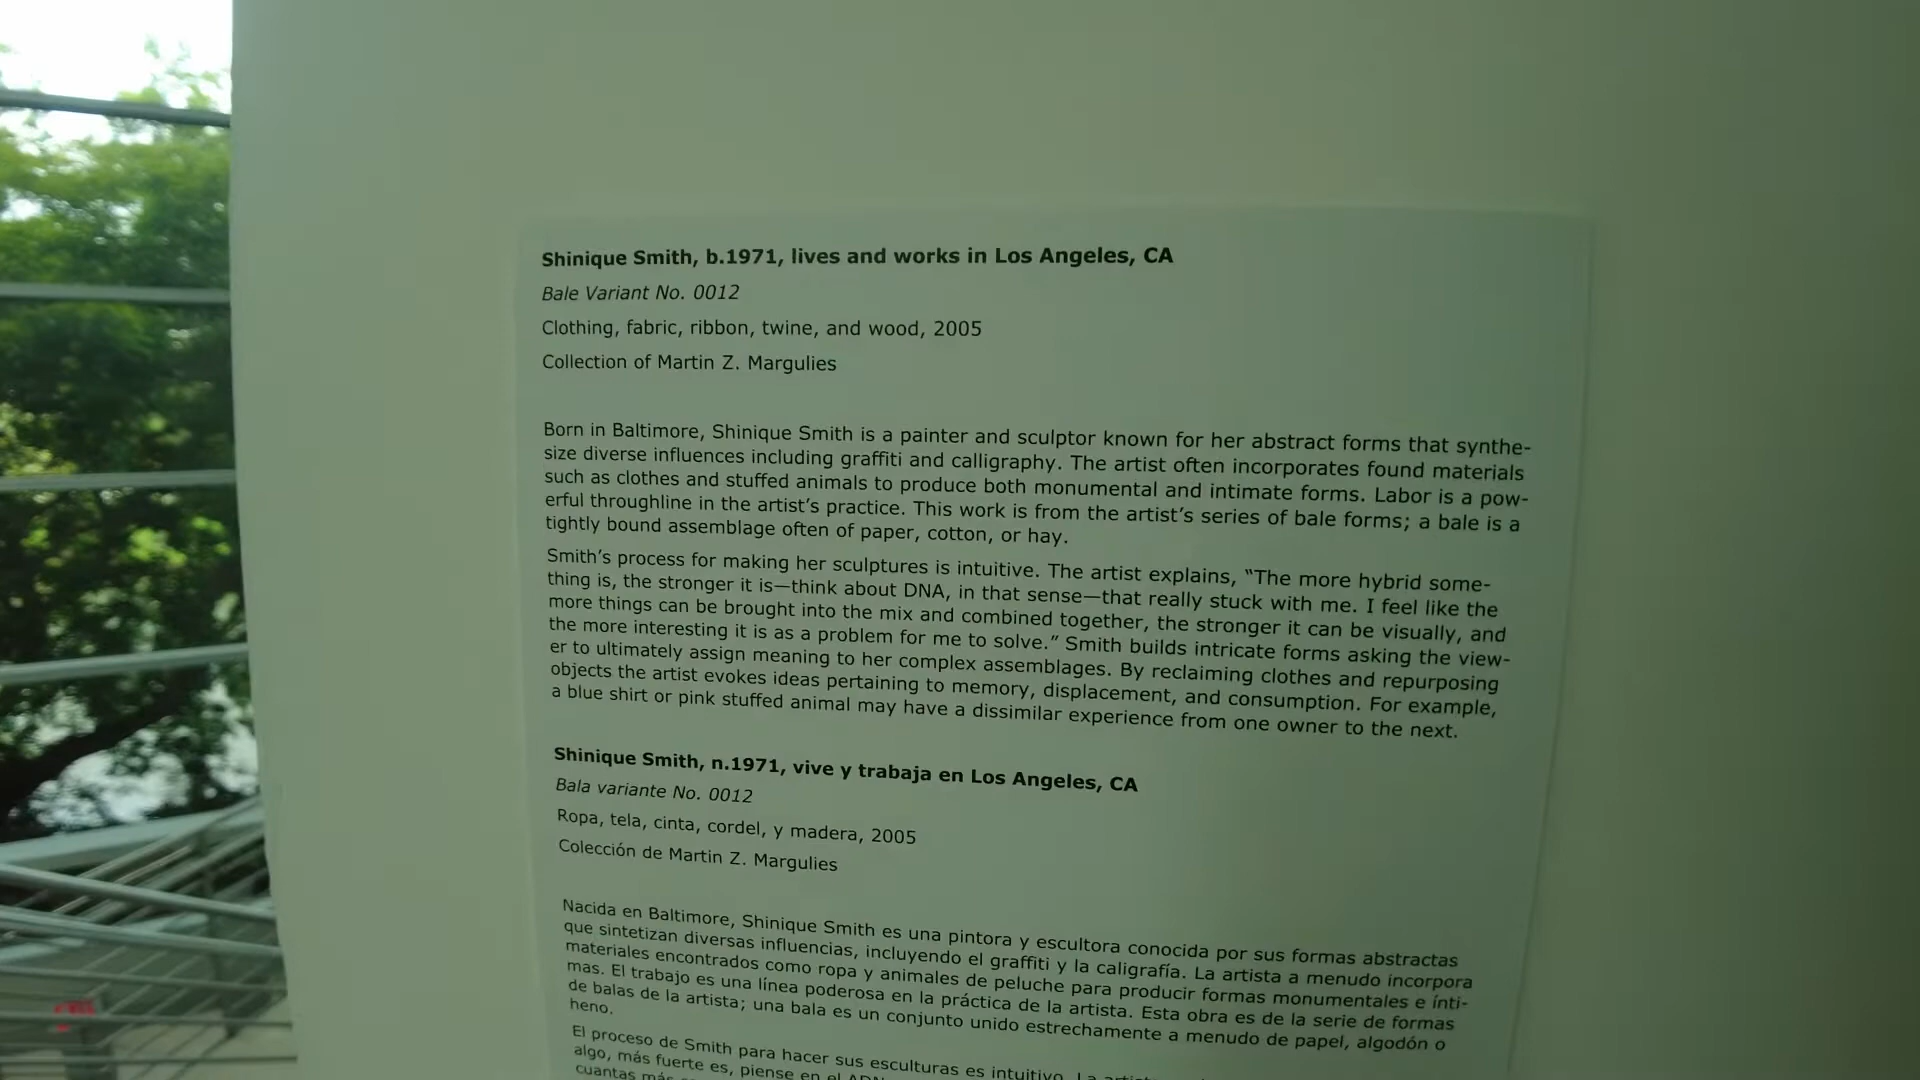 Shinique Smith, b.1971, lives and works in Los Angeles, CA
Bale Variant No. 0012
Clothing, fabric, ribbon, twine, and wood, 2005
Collection of Martin Z. Margulies
Born in Baltimore, Shinique Smith is a painter and sculptor known for her abstract forms that synthe-
size diverse influences including graffiti and calligraphy. The artist often incorporates found materials
such as clothes and stuffed animals to produce both monumental and intimate forms. Labor is a pow-
erful throughline in the artist’s practice. This work is from the artist’s series of bale forms; a bale is a
tightly bound assemblage often of paper, cotton, or hay.
Smith’s process for making her sculptures is intuitive. The artist explains, “The more hybrid some-
thing is, the stronger it is—think about DNA, in that sense—that really stuck with me. I feel like the
more things can be brought into the mix and combined together, the stronger it can be visually, and
the more interesting it is as a problem for me to solve.” Smith builds intricate forms asking the view-
er to ultimately assign meaning to her complex assemblages. By reclaiming clothes and repurposing
objects the artist evokes ideas pertaining to memory, displacement, and consumption. For example,
a blue shirt or pink stuffed animal may have a dissimilar experience from one owner to the next.
Shinique Smith, n.1971, vive y trabaja en Los Angeles, CA
Bala variante No. 0012
Ropa, tela, cinta, cordel, y madera, 2005
Colección de Martin Z. Margulies
Nacida en Baltimore, Shinique Smith es una pintora y escultora conocida por sus formas abstractas
que sintetizan diversas influencias, incluyendo el graffiti y la caligrafía. La artista a menudo incorpora
materiales encontrados como ropa y animales de peluche para producir formas monumentales e ínti-
mas. El trabajo es una línea poderosa en la práctica de la artista. Esta obra es de la serie de formas
de balas de la artista; una bala es un conjunto unido estrechamente a menudo de papel, algodón o
heno.
El proceso de Smith para hacer sus esculturas es intuitivo. La
algo, más fuerte es, piense en el ADN
cuantas más